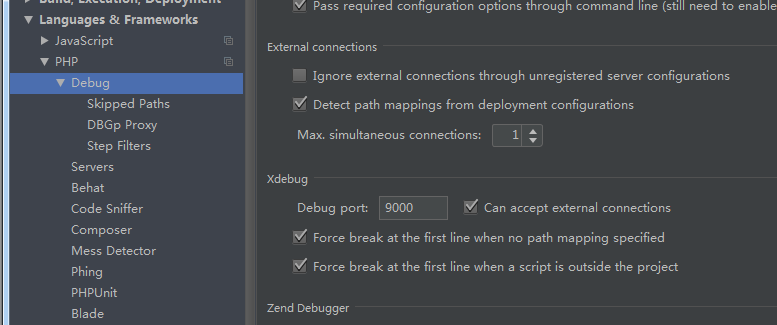 Build, Execution, Deployment
Languages & Frameworks
JavaScript
PHP
Debug
Skipped Paths
DBGp Proxy
Step Filters
Servers
Behat
Code Sniffer
Composer
Mess Detector
Phing
PHPUnit
Blade
Pass required configuration options through command line (still need to enable
External connections
Ignore external connections through unregistered server configurations
Detect path mappings from deployment configurations
Max. simultaneous connections: 1
Xdebug
Debug port: 9000 Can accept external connections
Force break at the first line when no path mapping specified
Force break at the first line when a script is outside the project
Zend Debugger